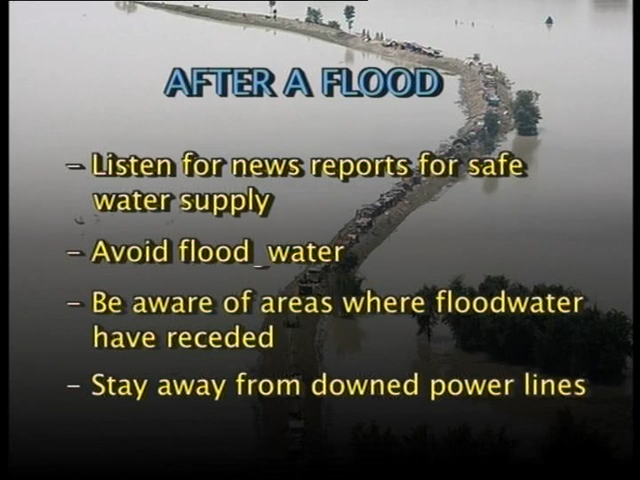 AFTER A FLOOD
– Listen for news reports for safe
water supply
– Avoid flood_water
– Be aware of areas where floodwater
have receded
– Stay away from downed power lines